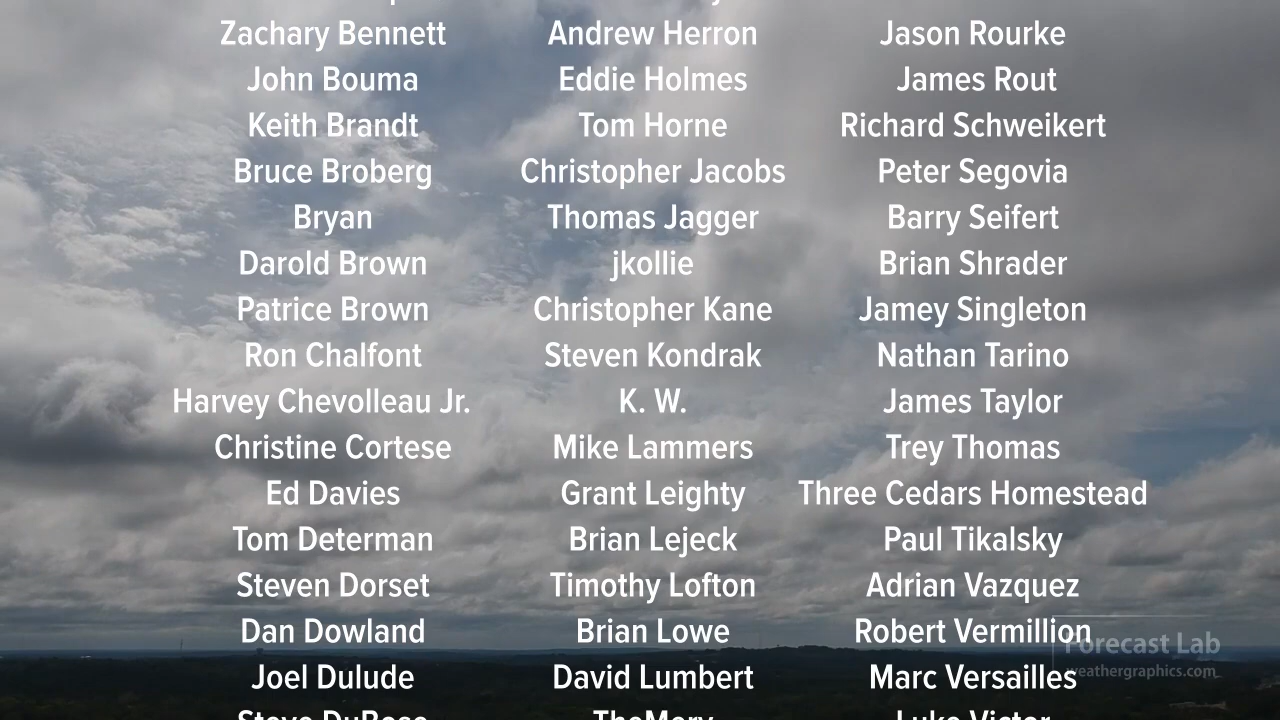 Zachary Bennett
John Bouma
Keith Brandt
Bruce Broberg
Bryan
Darold Brown
Patrice Brown
Ron Chalfont
Harvey Chevolleau Jr.
Christine Cortese
Ed Davies
Tom Determan
Steven Dorset
Dan Dowland
Joel Dulude
Andrew Herron
Eddie Holmes
Tom Horne
Christopher Jacobs
Thomas Jagger
jkollie
Christopher Kane
Steven Kondrak
K. W.
Mike Lammers
Grant Leighty
Brian Lejeck
Timothy Lofton
Brian Lowe
David Lumbert
Jason Rourke
James Rout
Richard Schweikert
Peter Segovia
Barry Seifert
Brian Shrader
Jamey Singleton
Nathan Tarino
James Taylor
Trey Thomas
Three Cedars Homestead
Paul Tikalsky
Adrian Vazquez
Robert Vermillion
Marc Versailles
Forecast Lab
weathergraphics.com